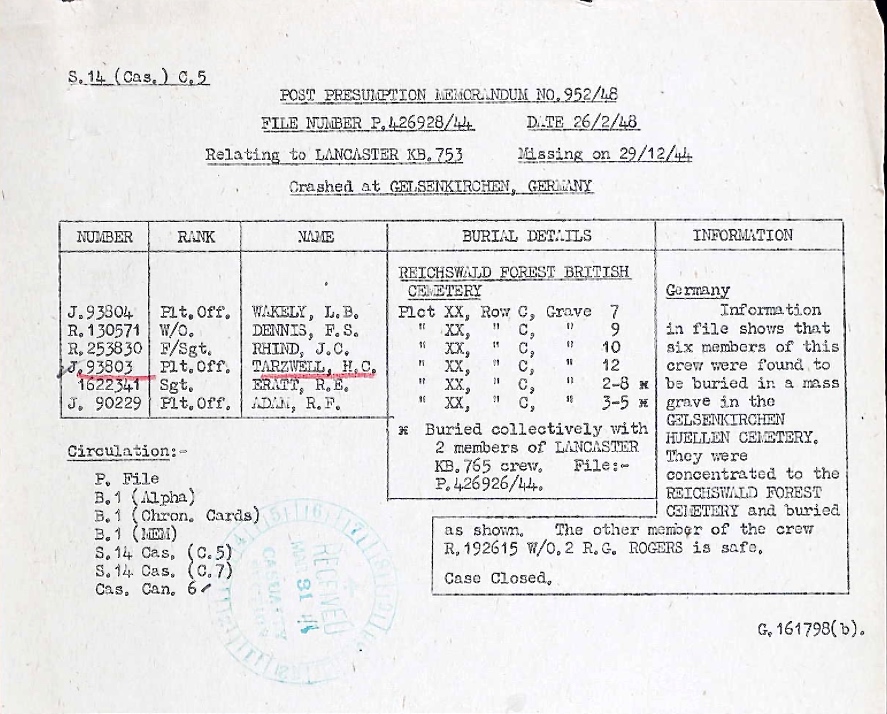 S.14 (Cas.) C.5
POST PRESUMPTION MEMORANDUM NO.952/48
FILE NUMBER P.426928/44 DATE 26/2/48
Relating to LANCASTER KB.753 Missing on 29/12/44
Crashed at GELSENKIRCHEN, GERMANY
NUMBER RANK NAME BURIAL DETAILS INFORMATION
REICHSWALD FOREST BRITISH
CEMETERY
J.93804 Plt.Off. WAKELY, L.B. Plot XX, Row C, Grave 7
R.130571 W/O. DENNIS, F.S. " XX, " C, " 9
R.253830 F/Sgt. RHIND, J.C. " XX, " C, " 10
J.93803 Plt.Off. TARZWELL, H.C. " XX, " C, " 12
1622341 Sgt. ERATT, R.E. " XX, " C, " 2-8 *
J. 90229 Plt.Off. ADAM, R.F. " XX, " C, " 3-5 *
* Buried collectively with
2 members of LANCASTER
KB.765 crew. File:-
P.426926/44.
Germany
Information
in file shows that
six members of this
crew were found to
be buried in a mass
grave in the
GELSENKIRCHEN
HUELLEN CEMETERY.
They were
concentrated to the
REICHSWALD FOREST
CEMETERY and buried
as shown. The other member of the crew
R.192615 W/O.2 R.G. ROGERS is safe.
Case Closed.
Circulation:-
P. File
B.1 (Alpha)
B.1 (Chron. Cards)
B.1 (MEM)
S.14 Cas. (C.5)
S.14 Cas. (C.7)
Cas. Can. 6
RECEIVED
CASUALTY
G.161798(b).